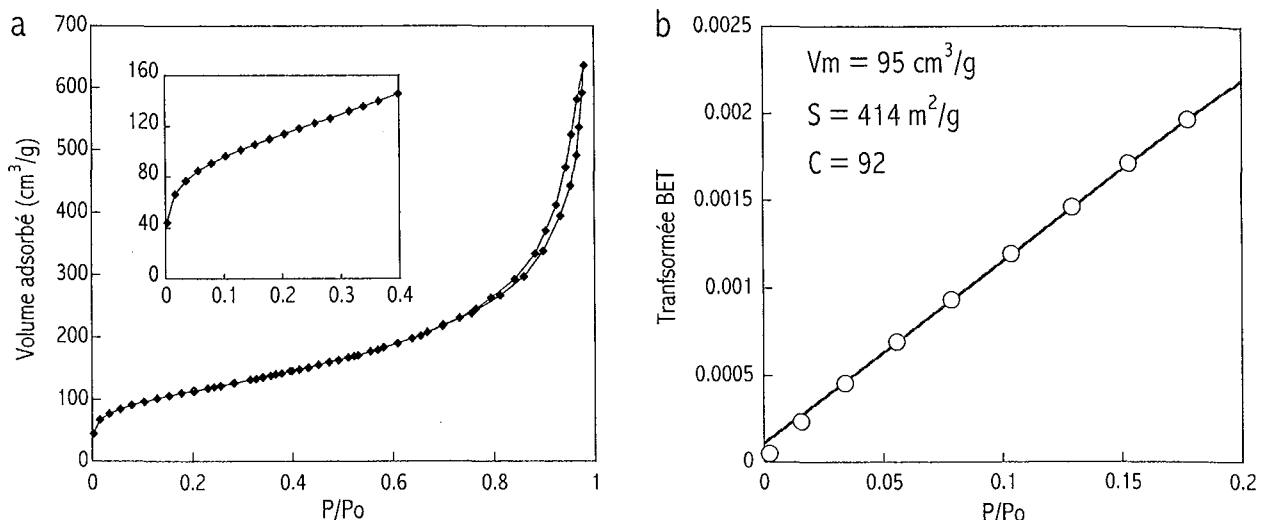 a
700
600
500
400
300
200
100
0
Volume adsorbé (cm³/g)
0 0.2 0.4 0.6 0.8 1
P/Po
160
120
80
40
0
0 0.1 0.2 0.3 0.4
b
0.0025
0.002
0.0015
0.001
0.0005
0
Tranfsormée BET
Vm = 95 cm³/g
S = 414 m²/g
C = 92
0 0.05 0.1 0.15 0.2
P/Po